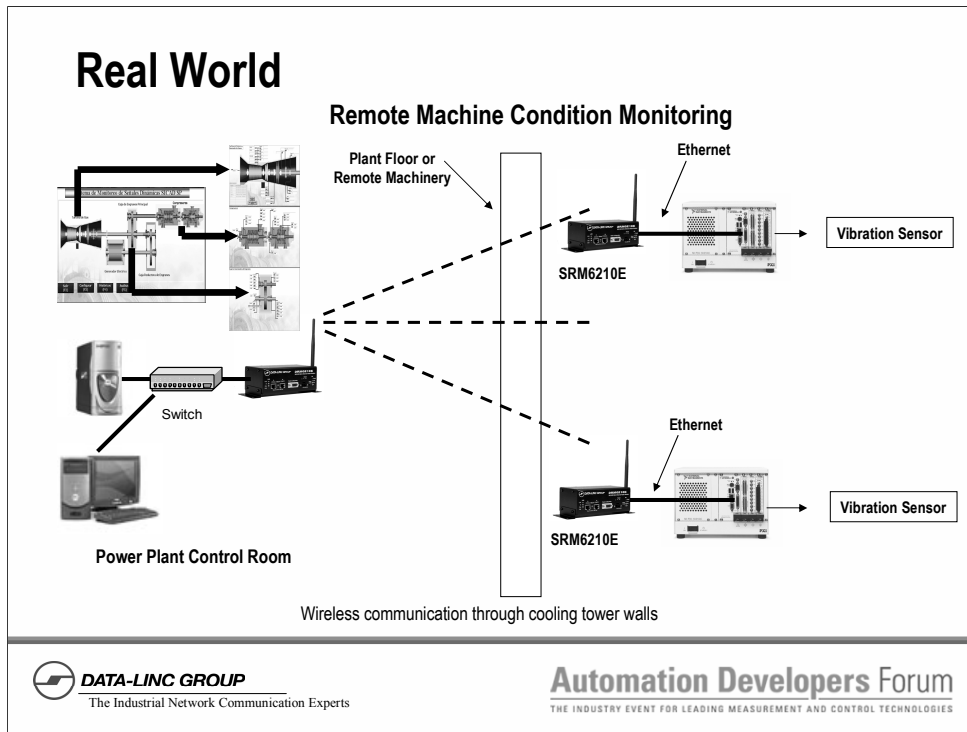 Real World
Remote Machine Condition Monitoring
Plant Floor or
Remote Machinery
Ethernet
SRM6210E
Vibration Sensor
Switch
Ethernet
SRM6210E
Vibration Sensor
Power Plant Control Room
Wireless communication through cooling tower walls
DATA-LINC GROUP
The Industrial Network Communication Experts
Automation Developers Forum
THE INDUSTRY EVENT FOR LEADING MEASUREMENT AND CONTROL TECHNOLOGIES